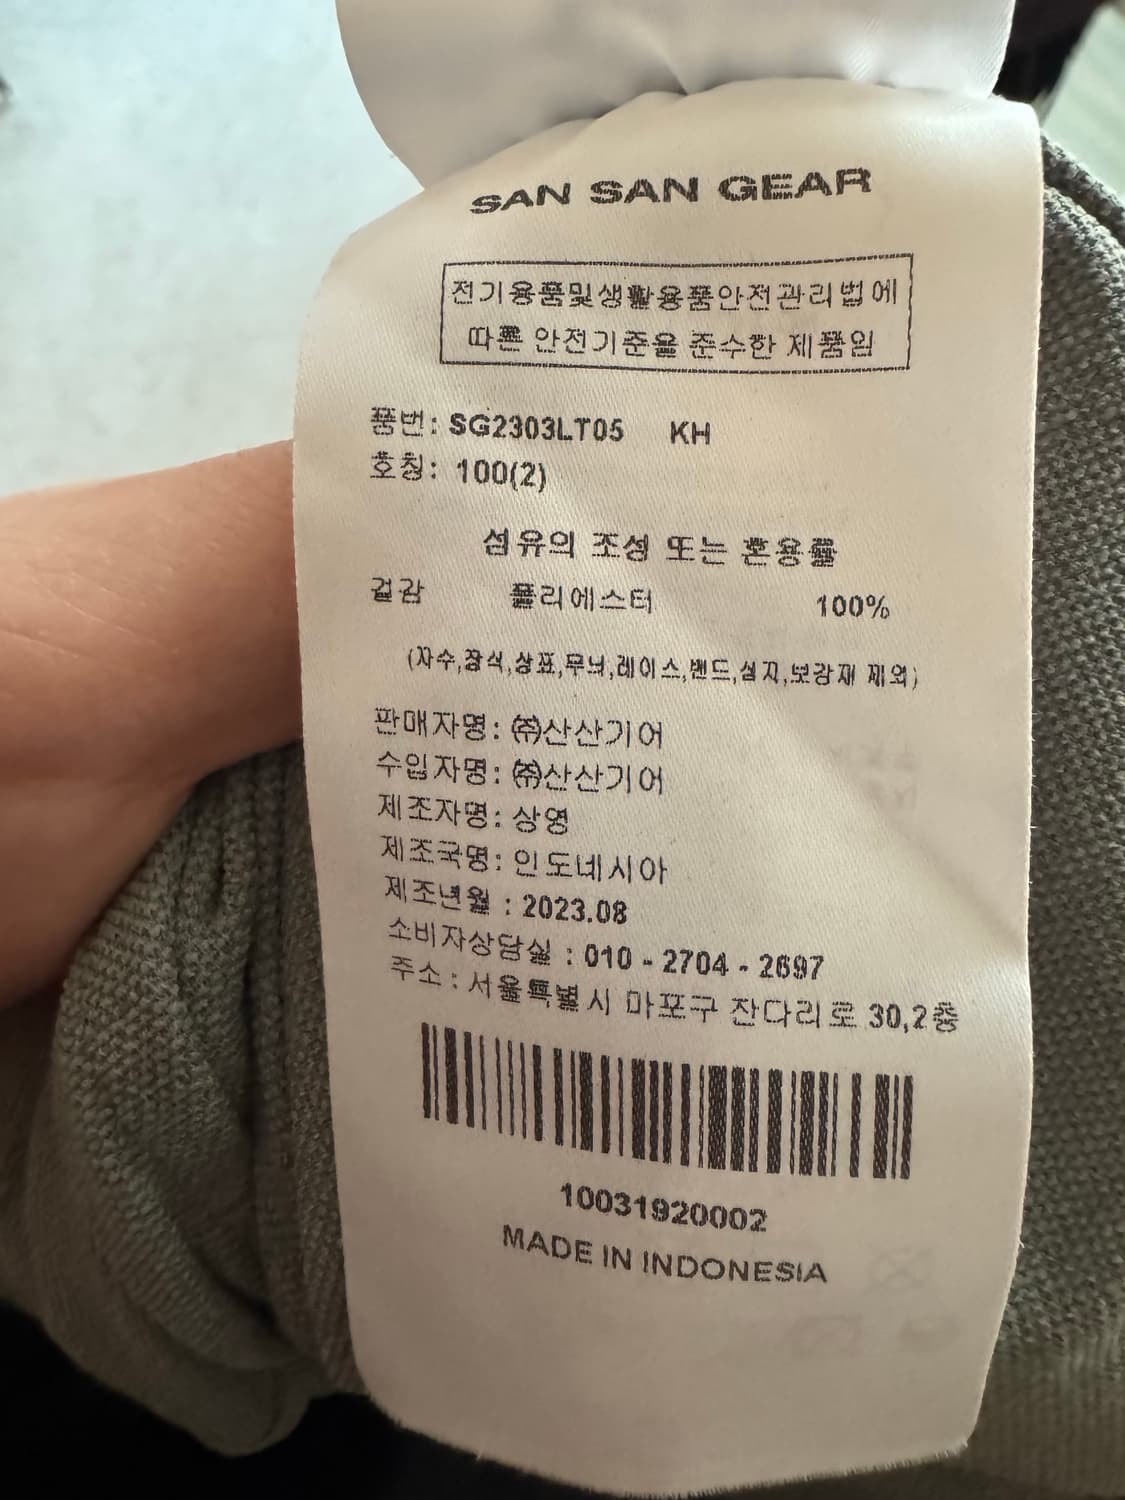 SAN SAN GEAR
전기용품및생활용품안전관리법에
따른 안전기준을 준수한 제품임
품번: SG2303LT05 KH
호칭: 100(2)
섬유의 조성 또는 혼용률
겉감 폴리에스터 100%
(자수,장식,상표,무늬,레이스,밴드,심지,보강재 제외)
판매자명: ㈜산산기어
수입자명: ㈜산산기어
제조자명: 상영
제조국명: 인도네시아
제조년월 : 2023.08
소비자상담실 : 010 - 2704 - 2697
주소 : 서울특별시 마포구 잔다리로 30,2층
10031920002
MADE IN INDONESIA